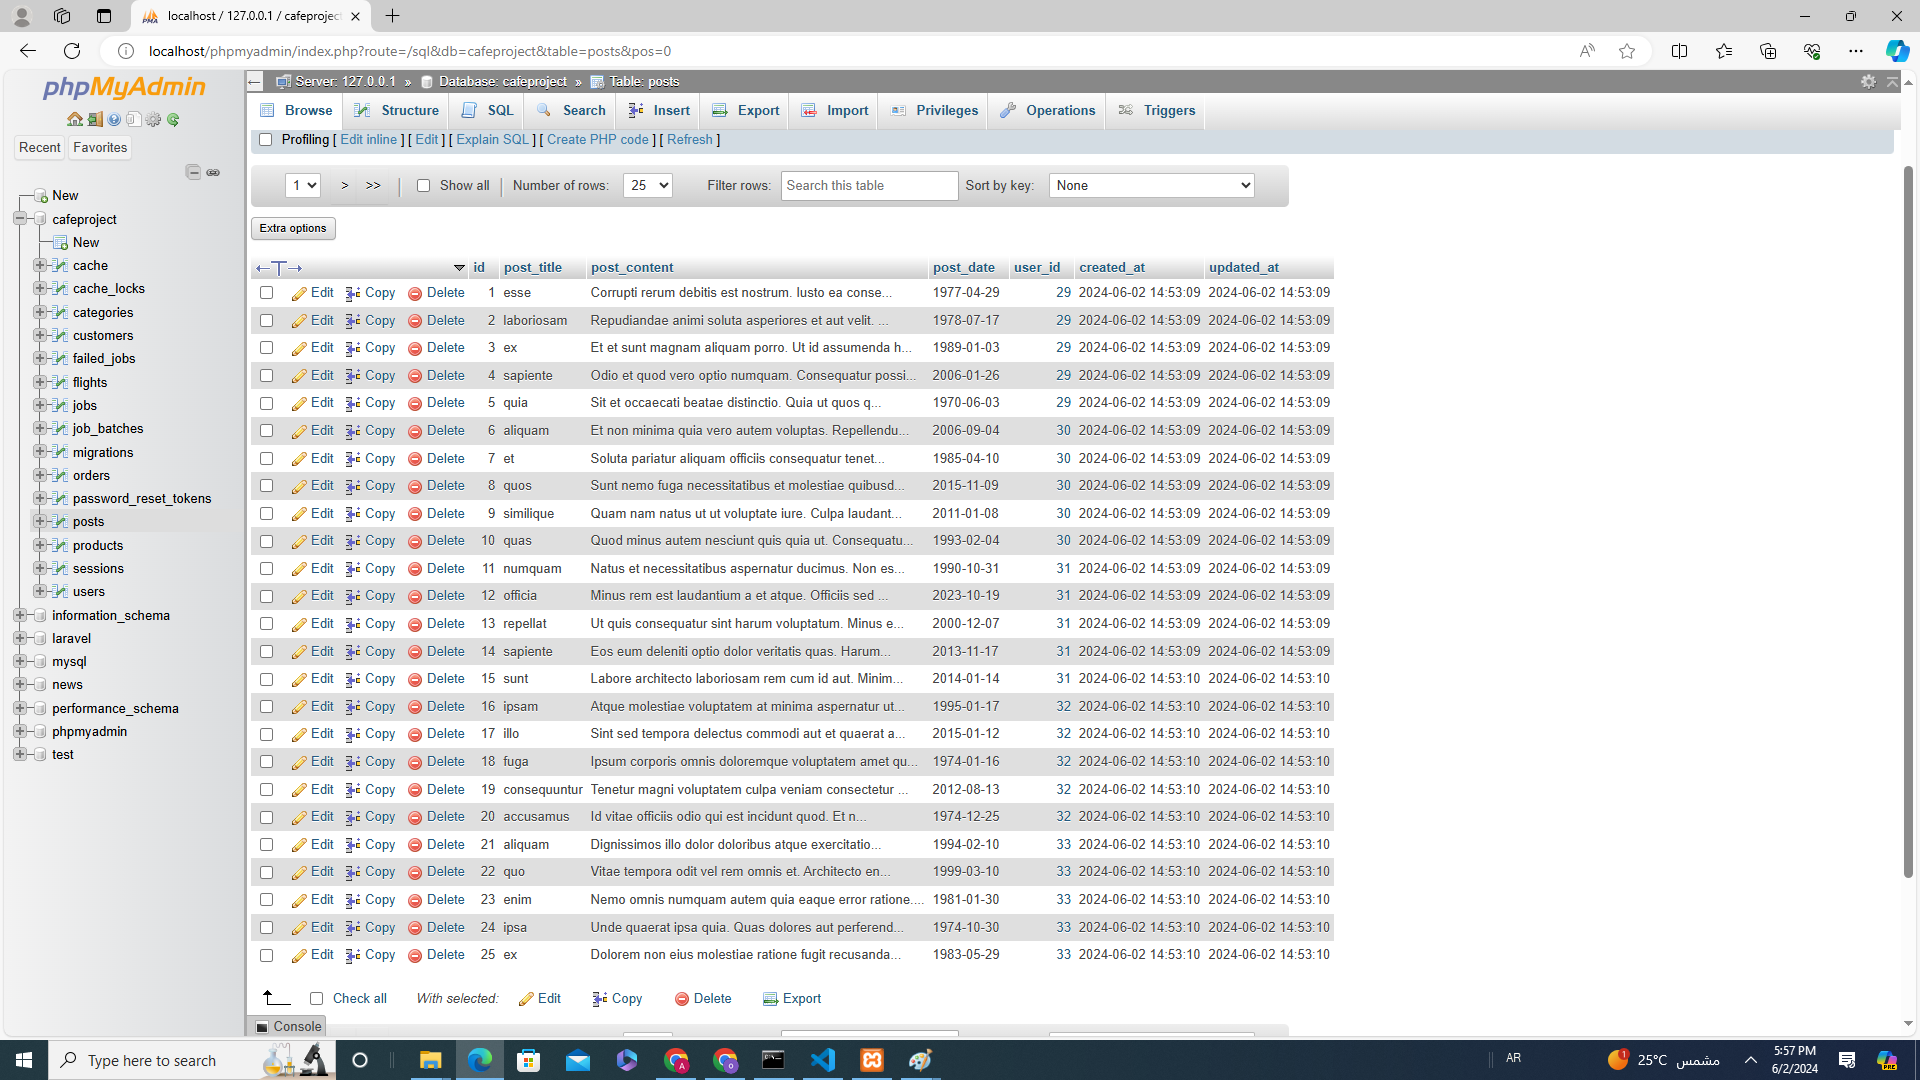 localhost / 127.0.0.1 / cafeproject
localhost/phpmyadmin/index.php?route=/sql&db=cafeproject&table=posts&pos=0
phpMyAdmin
Recent Favorites
New
cafeproject
New
cache
cache_locks
categories
customers
failed_jobs
flights
jobs
job_batches
migrations
orders
password_reset_tokens
posts
products
sessions
users
information_schema
laravel
mysql
news
performance_schema
phpmyadmin
test
Server: 127.0.0.1 » Database: cafeproject » Table: posts
Browse Structure SQL Search Insert Export Import Privileges Operations Triggers
Profiling [ Edit inline ] [ Edit ] [ Explain SQL ] [ Create PHP code ] [ Refresh ]
1 > >> Show all Number of rows: 25 Filter rows: Search this table Sort by key: None
Extra options
id post_title post_content post_date user_id created_at updated_at
Edit Copy Delete 1 esse Corrupti rerum debitis est nostrum. Iusto ea conse... 1977-04-29 29 2024-06-02 14:53:09 2024-06-02 14:53:09
Edit Copy Delete 2 laboriosam Repudiandae animi soluta asperiores et aut velit. ... 1978-07-17 29 2024-06-02 14:53:09 2024-06-02 14:53:09
Edit Copy Delete 3 ex Et et sunt magnam aliquam porro. Ut id assumenda h... 1989-01-03 29 2024-06-02 14:53:09 2024-06-02 14:53:09
Edit Copy Delete 4 sapiente Odio et quod vero optio numquam. Consequatur possi... 2006-01-26 29 2024-06-02 14:53:09 2024-06-02 14:53:09
Edit Copy Delete 5 quia Sit et occaecati beatae distinctio. Quia ut quos q... 1970-06-03 29 2024-06-02 14:53:09 2024-06-02 14:53:09
Edit Copy Delete 6 aliquam Et non minima quia vero autem voluptas. Repellendu... 2006-09-04 30 2024-06-02 14:53:09 2024-06-02 14:53:09
Edit Copy Delete 7 et Soluta pariatur aliquam officiis consequatur tenet... 1985-04-10 30 2024-06-02 14:53:09 2024-06-02 14:53:09
Edit Copy Delete 8 quos Sunt nemo fuga necessitatibus et molestiae quibusd... 2015-11-09 30 2024-06-02 14:53:09 2024-06-02 14:53:09
Edit Copy Delete 9 similique Quam nam natus ut ut voluptate iure. Culpa laudant... 2011-01-08 30 2024-06-02 14:53:09 2024-06-02 14:53:09
Edit Copy Delete 10 quas Quod minus autem nesciunt quis quia ut. Consequatu... 1993-02-04 30 2024-06-02 14:53:09 2024-06-02 14:53:09
Edit Copy Delete 11 numquam Natus et necessitatibus aspernatur ducimus. Non es... 1990-10-31 31 2024-06-02 14:53:09 2024-06-02 14:53:09
Edit Copy Delete 12 officia Minus rem est laudantium a et atque. Officiis sed ... 2023-10-19 31 2024-06-02 14:53:09 2024-06-02 14:53:09
Edit Copy Delete 13 repellat Ut quis consequatur sint harum voluptatum. Minus e... 2000-12-07 31 2024-06-02 14:53:09 2024-06-02 14:53:09
Edit Copy Delete 14 sapiente Eos eum deleniti optio dolor veritatis quas. Harum... 2013-11-17 31 2024-06-02 14:53:09 2024-06-02 14:53:09
Edit Copy Delete 15 sunt Labore architecto laboriosam rem cum id aut. Minim... 2014-01-14 31 2024-06-02 14:53:10 2024-06-02 14:53:10
Edit Copy Delete 16 ipsam Atque molestiae voluptatem at minima aspernatur ut... 1995-01-17 32 2024-06-02 14:53:10 2024-06-02 14:53:10
Edit Copy Delete 17 illo Sint sed tempora delectus commodi aut et quaerat a... 2015-01-12 32 2024-06-02 14:53:10 2024-06-02 14:53:10
Edit Copy Delete 18 fuga Ipsum corporis omnis doloremque voluptatem amet qu... 1974-01-16 32 2024-06-02 14:53:10 2024-06-02 14:53:10
Edit Copy Delete 19 consequuntur Tenetur magni voluptatem culpa veniam consectetur ... 2012-08-13 32 2024-06-02 14:53:10 2024-06-02 14:53:10
Edit Copy Delete 20 accusamus Id vitae officiis odio qui est incidunt quod. Et n... 1974-12-25 32 2024-06-02 14:53:10 2024-06-02 14:53:10
Edit Copy Delete 21 aliquam Dignissimos illo dolor doloribus atque exercitatio... 1994-02-10 33 2024-06-02 14:53:10 2024-06-02 14:53:10
Edit Copy Delete 22 quo Vitae tempora odit vel rem omnis et. Architecto en... 1999-03-10 33 2024-06-02 14:53:10 2024-06-02 14:53:10
Edit Copy Delete 23 enim Nemo omnis numquam autem quia eaque error ratione.... 1981-01-30 33 2024-06-02 14:53:10 2024-06-02 14:53:10
Edit Copy Delete 24 ipsa Unde quaerat ipsa quia. Quas dolores aut perferend... 1974-10-30 33 2024-06-02 14:53:10 2024-06-02 14:53:10
Edit Copy Delete 25 ex Dolorem non eius molestiae ratione fugit recusanda... 1983-05-29 33 2024-06-02 14:53:10 2024-06-02 14:53:10
Check all With selected: Edit Copy Delete Export
Console
Type here to search
AR
25°C مشمس
5:57 PM
6/2/2024